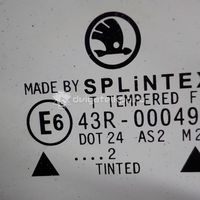 MADE BY SPLiNTEX
TEMPERED
E6 43R-00049
DOT 24 AS2 M2
....2
TINTED